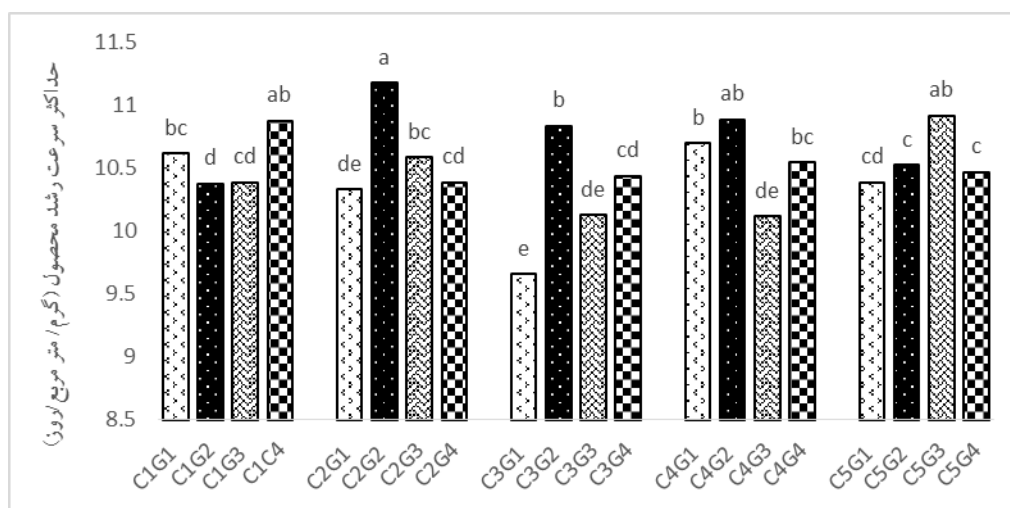 حداکثر سرعت رشد محصول (گرم/ متر مربع/روز)
11.5
11
10.5
10
9.5
9
8.5
bc d cd ab
de a bc cd
e b de cd
b ab de bc
cd c ab c
C1G1 C1G2 C1G3 C1C4
C2G1 C2G2 C2G3 C2G4
C3G1 C3G2 C3G3 C3G4
C4G1 C4G2 C4G3 C4G4
C5G1 C5G2 C5G3 C5G4